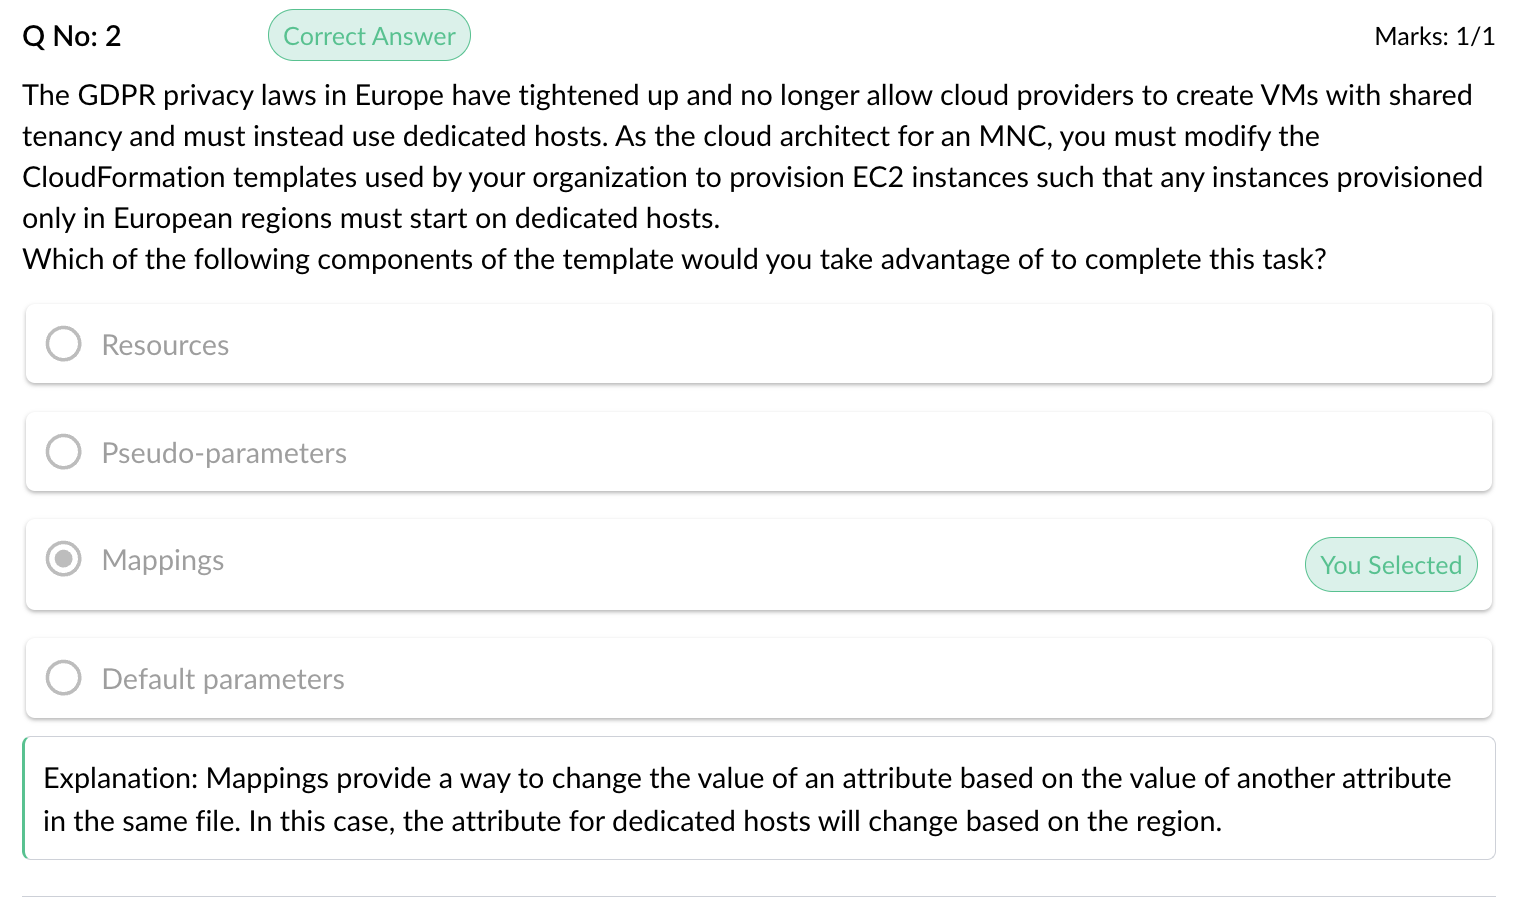 Q No: 2
Correct Answer
Marks: 1/1
The GDPR privacy laws in Europe have tightened up and no longer allow cloud providers to create VMs with shared
tenancy and must instead use dedicated hosts. As the cloud architect for an MNC, you must modify the
CloudFormation templates used by your organization to provision EC2 instances such that any instances provisioned
only in European regions must start on dedicated hosts.
Which of the following components of the template would you take advantage of to complete this task?
Resources
Pseudo-parameters
Mappings
You Selected
Default parameters
Explanation: Mappings provide a way to change the value of an attribute based on the value of another attribute
in the same file. In this case, the attribute for dedicated hosts will change based on the region.